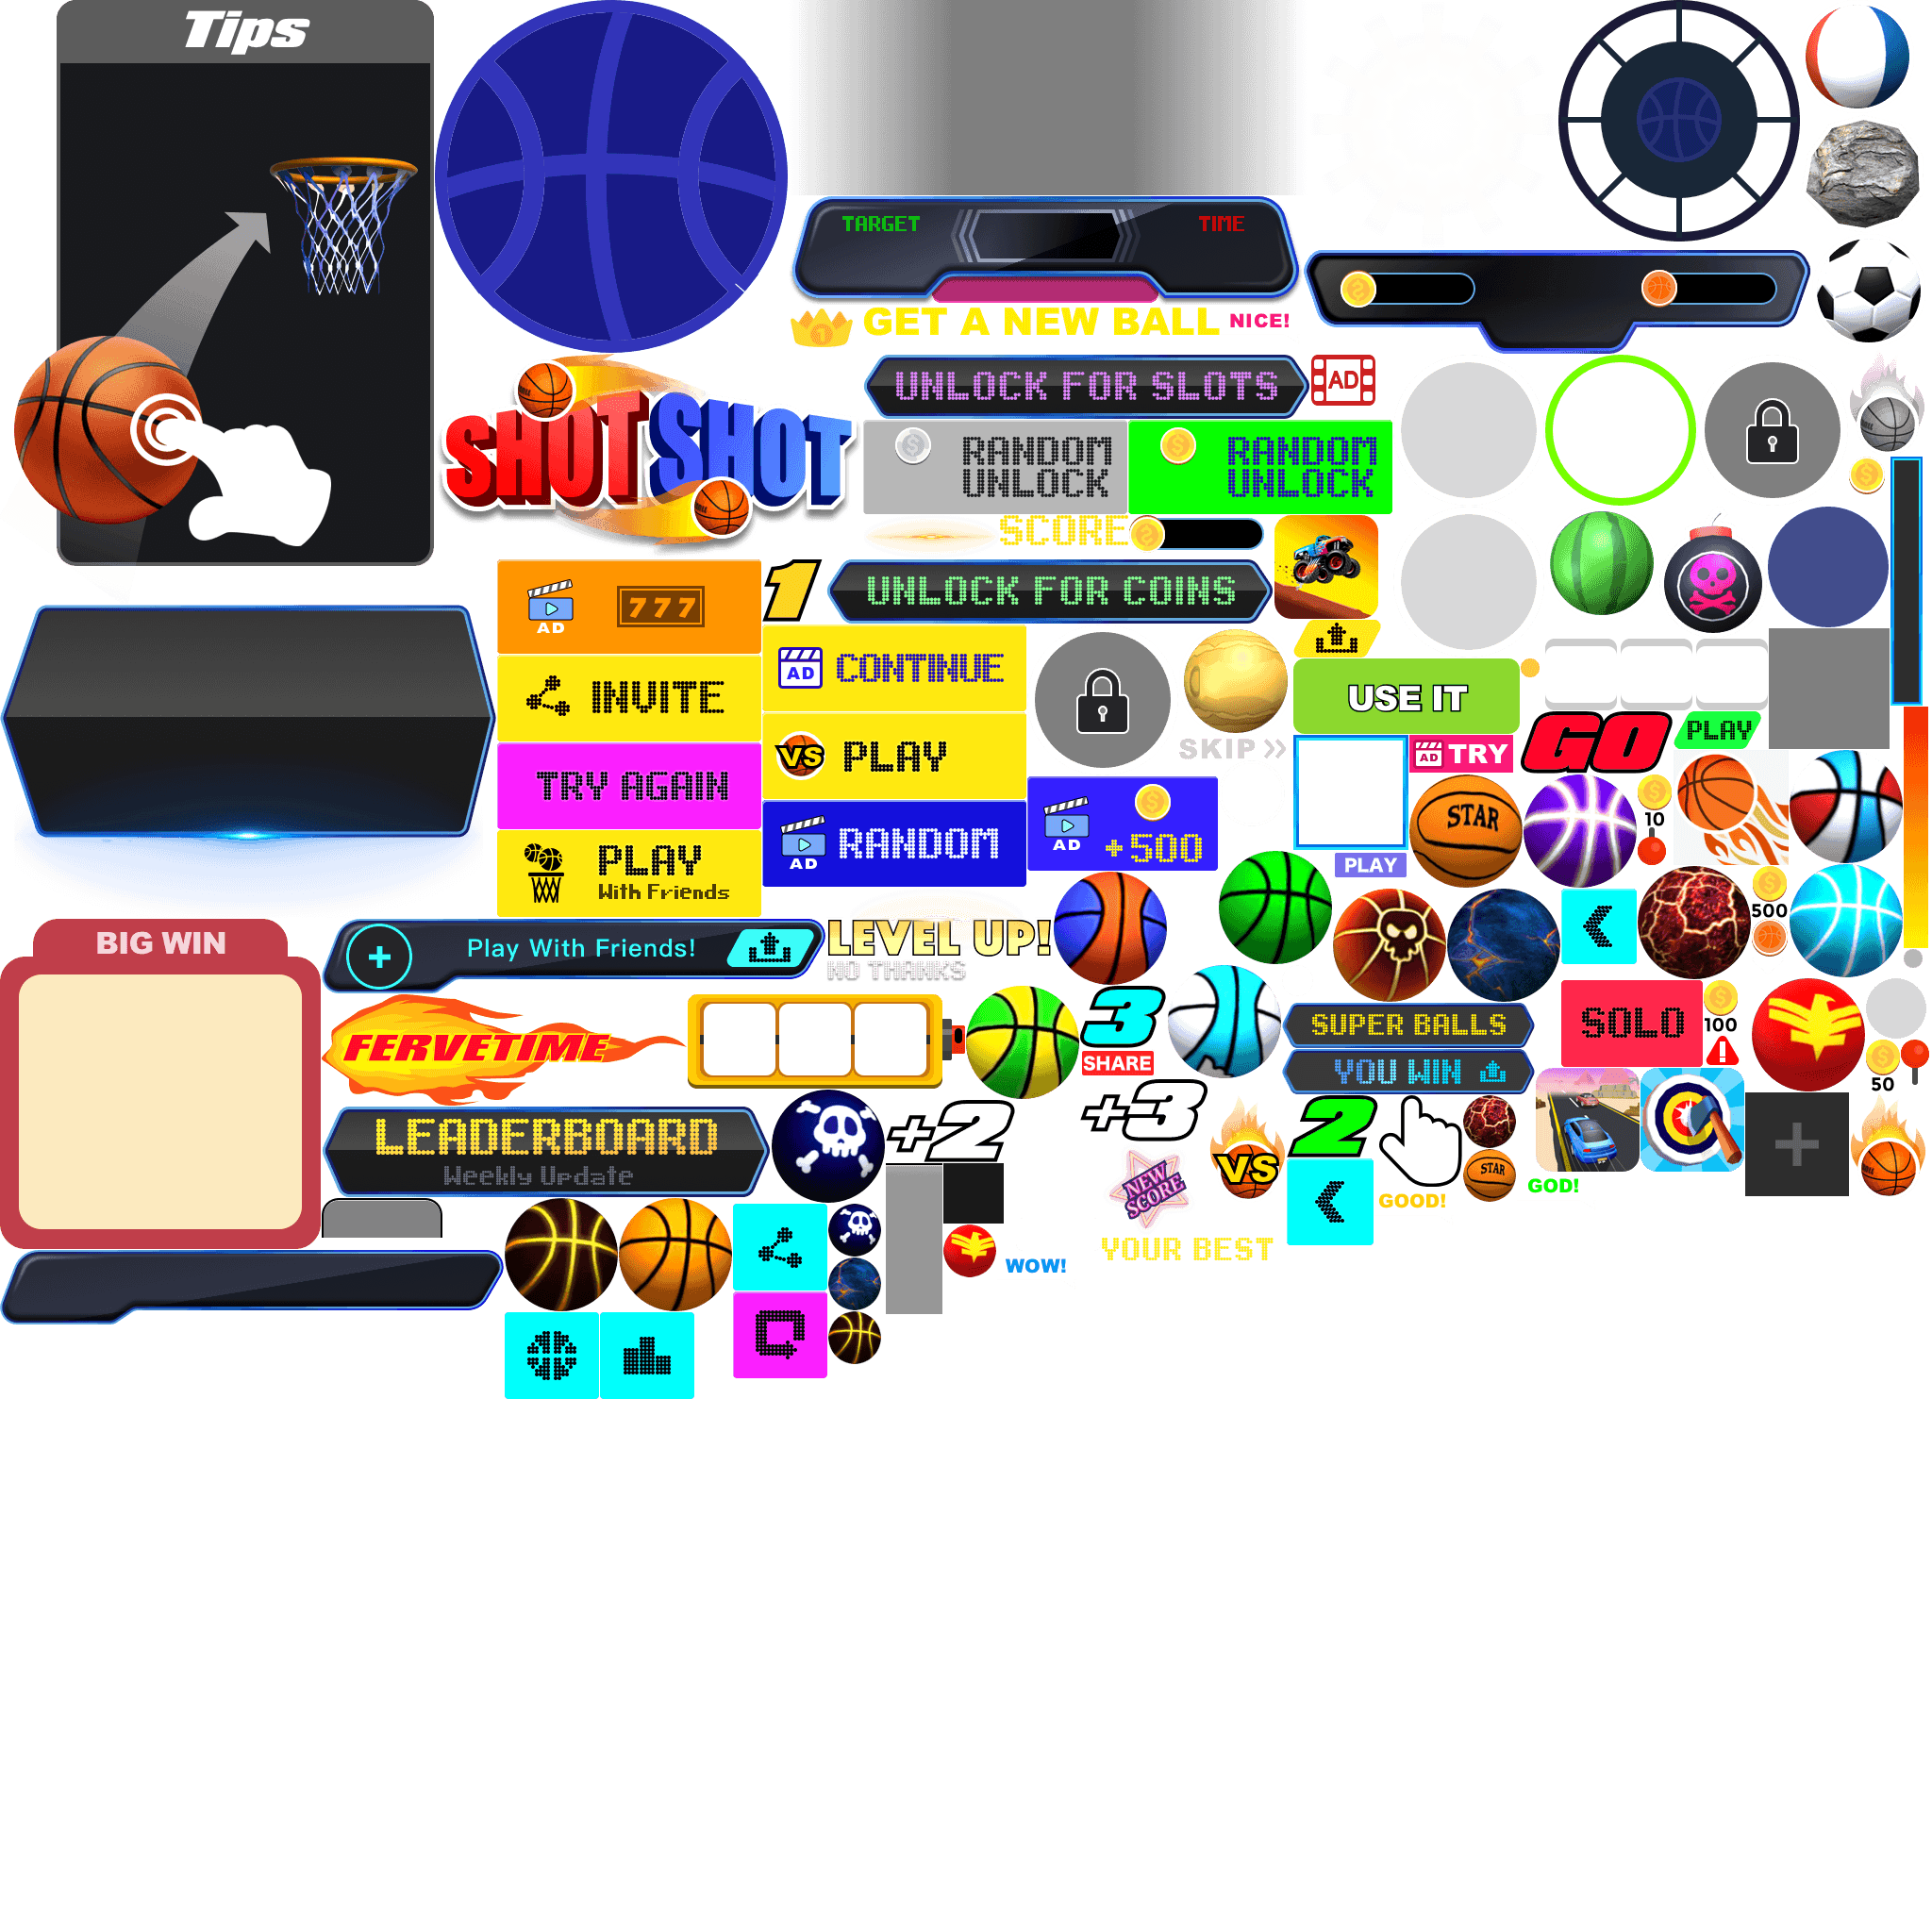 Tips
TARGET
TIME
1
GET A NEW BALL
NICE!
UNLOCK FOR SLOTS
AD
SHOT SHOT
RANDOM
UNLOCK
RANDOM
UNLOCK
SCORE
777
AD
1
UNLOCK FOR COINS
INVITE
AD
CONTINUE
USE IT
TRY AGAIN
VS
PLAY
SKIP
AD
TRY
GO
PLAY
PLAY
With Friends
AD
RANDOM
AD
+500
STAR
10
PLAY
BIG WIN
+
Play With Friends!
LEVEL UP!
NO THANKS
500
FERVETIME
3
SHARE
SUPER BALLS
YOU WIN
SOLO
100
50
LEADERBOARD
Weekly Update
+2
+3
VS
2
STAR
NEW
SCORE
GOOD!
GOD!
YOUR BEST
WOW!